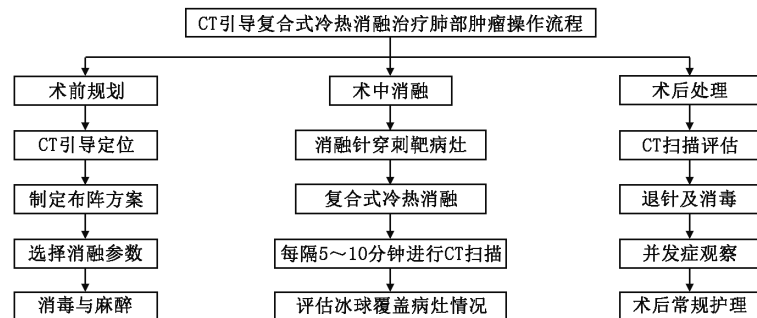 CT引导复合式冷热消融治疗肺部肿瘤操作流程
术前规划
CT引导定位
制定布阵方案
选择消融参数
消毒与麻醉
术中消融
消融针穿刺靶病灶
复合式冷热消融
每隔5～10分钟进行CT扫描
评估冰球覆盖病灶情况
术后处理
CT扫描评估
退针及消毒
并发症观察
术后常规护理